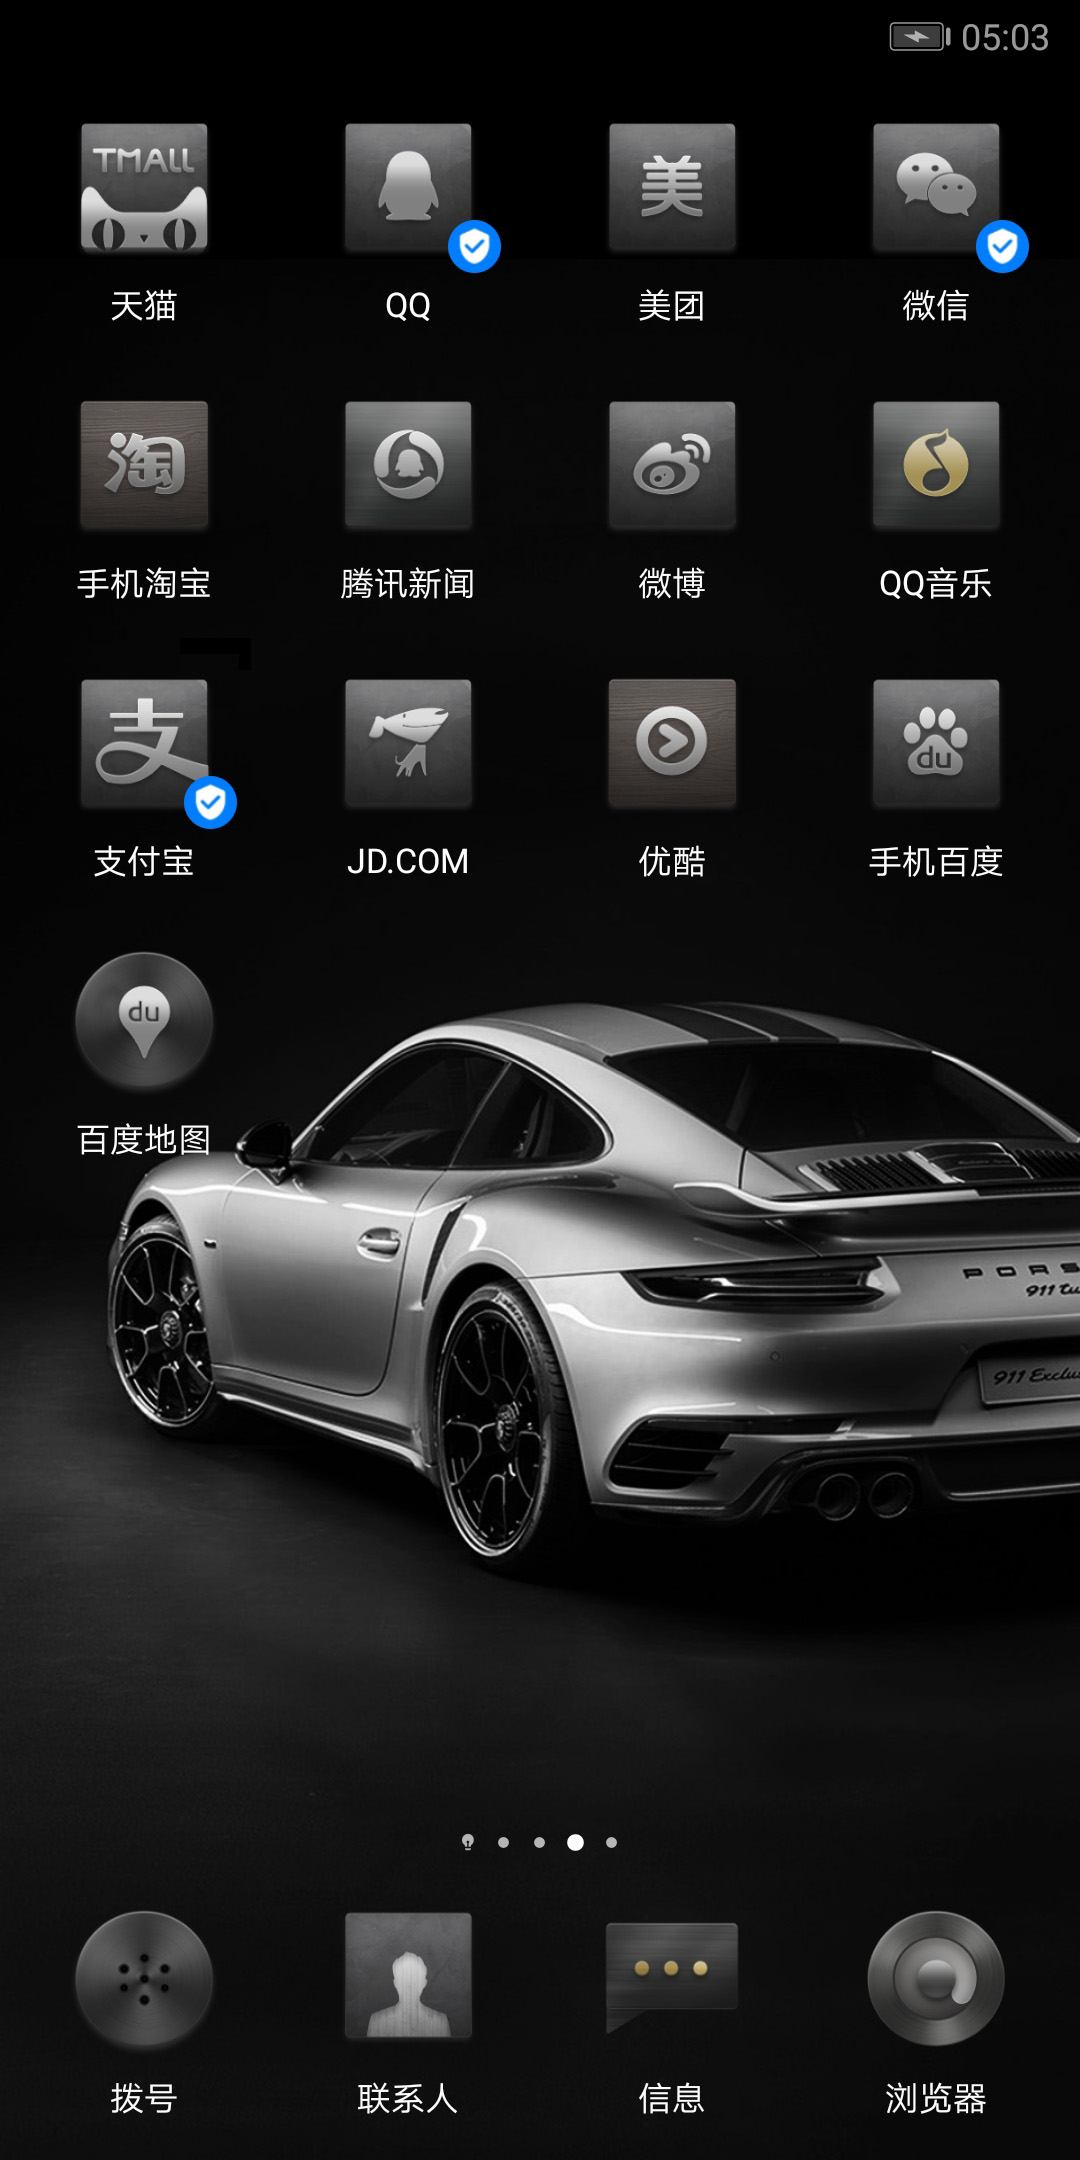 05:03
TMALL
美
天猫
QQ
美团
微信
淘
手机淘宝
腾讯新闻
微博
QQ音乐
支
du
支付宝
JD.COM
优酷
手机百度
du
百度地图
PORS
911 Tu
911 Exclus
拨号
联系人
信息
浏览器